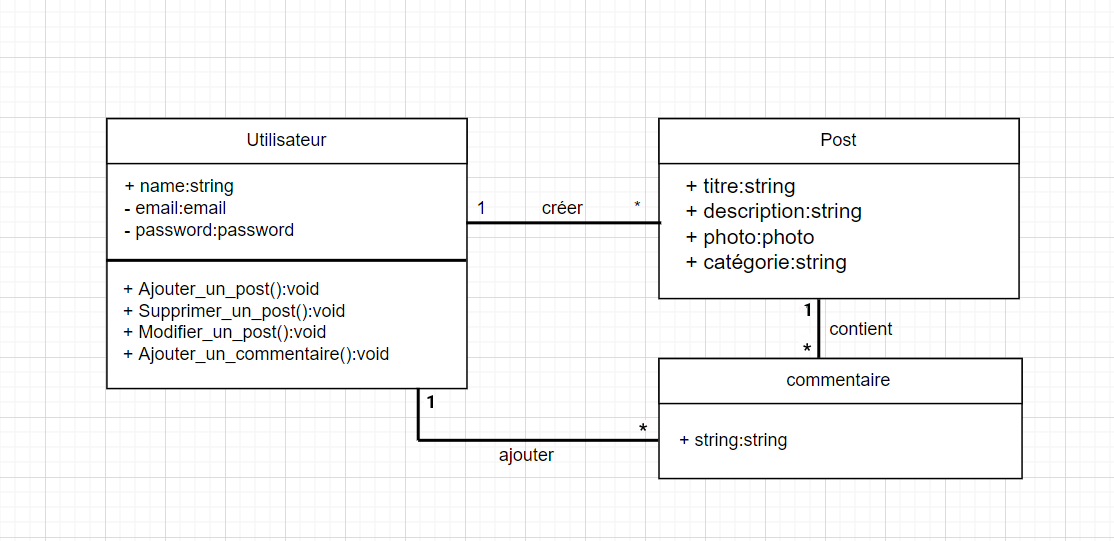 Utilisateur
+ name:string
- email:email
- password:password
+ Ajouter_un_post():void
+ Supprimer_un_post():void
+ Modifier_un_post():void
+ Ajouter_un_commentaire():void
1 créer *
Post
+ titre:string
+ description:string
+ photo:photo
+ catégorie:string
1
contient
*
commentaire
+ string:string
1
*
ajouter